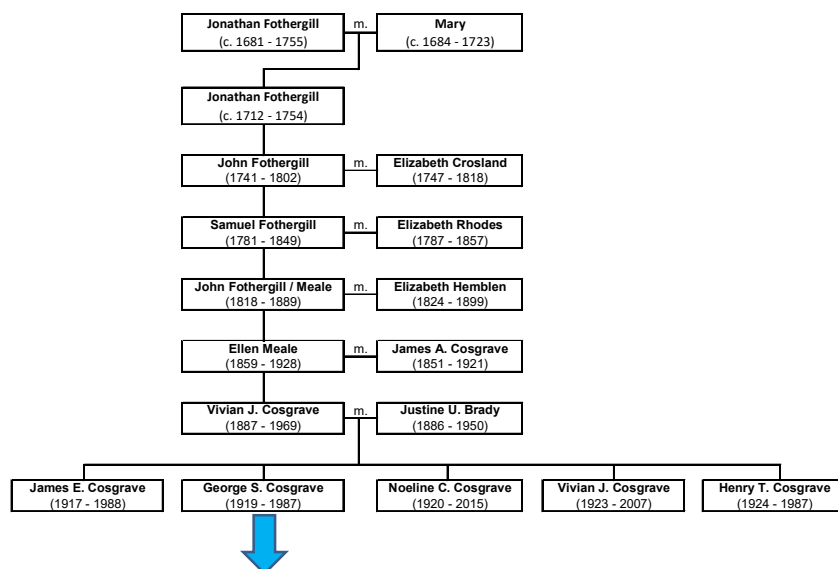 Jonathan Fothergill m. Mary
(c. 1681 - 1755) (c. 1684 - 1723)
Jonathan Fothergill
(c. 1712 - 1754)
John Fothergill m. Elizabeth Crosland
(1741 - 1802) (1747 - 1818)
Samuel Fothergill m. Elizabeth Rhodes
(1781 - 1849) (1787 - 1857)
John Fothergill / Meale m. Elizabeth Hemblen
(1818 - 1889) (1824 - 1899)
Ellen Meale m. James A. Cosgrave
(1859 - 1928) (1851 - 1921)
Vivian J. Cosgrave m. Justine U. Brady
(1887 - 1969) (1886 - 1950)
James E. Cosgrave George S. Cosgrave Noeline C. Cosgrave Vivian J. Cosgrave Henry T. Cosgrave
(1917 - 1988) (1919 - 1987) (1920 - 2015) (1923 - 2007) (1924 - 1987)